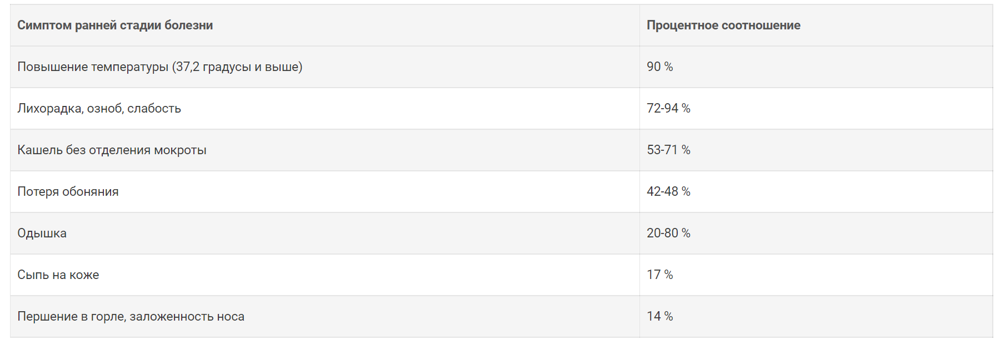 Симптом ранней стадии болезни Процентное соотношение
Повышение температуры (37,2 градусы и выше) 90 %
Лихорадка, озноб, слабость 72-94 %
Кашель без отделения мокроты 53-71 %
Потеря обоняния 42-48 %
Одышка 20-80 %
Сыпь на коже 17 %
Першение в горле, заложенность носа 14 %